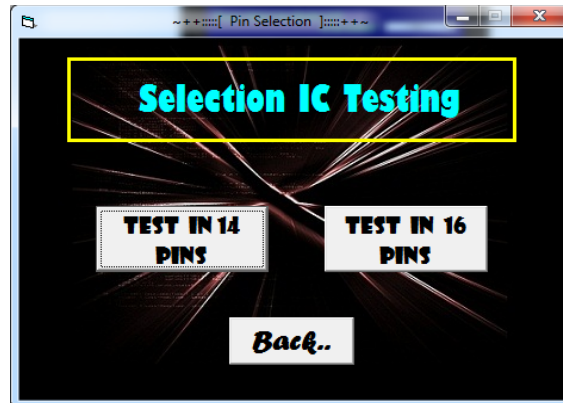 ~++:::::[ Pin Selection ]:::::++~
Selection IC Testing
TEST IN 14
PINS
TEST IN 16
PINS
Back..